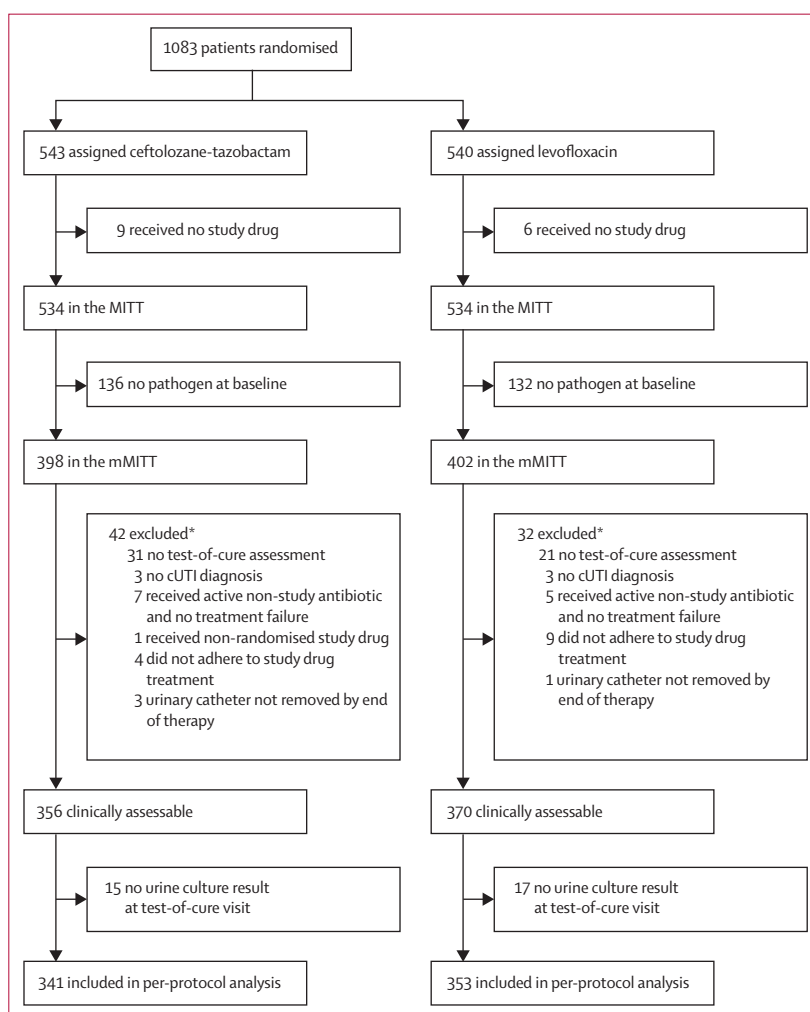 1083 patients randomised
543 assigned ceftolozane-tazobactam
540 assigned levofloxacin
9 received no study drug
6 received no study drug
534 in the MITT
534 in the MITT
136 no pathogen at baseline
132 no pathogen at baseline
398 in the mMITT
402 in the mMITT
42 excluded*
31 no test-of-cure assessment
3 no cUTI diagnosis
7 received active non-study antibiotic
and no treatment failure
1 received non-randomised study drug
4 did not adhere to study drug
treatment
3 urinary catheter not removed by end
of therapy
32 excluded*
21 no test-of-cure assessment
3 no cUTI diagnosis
5 received active non-study antibiotic
and no treatment failure
9 did not adhere to study drug
treatment
1 urinary catheter not removed by
end of therapy
356 clinically assessable
370 clinically assessable
15 no urine culture result
at test-of-cure visit
17 no urine culture result
at test-of-cure visit
341 included in per-protocol analysis
353 included in per-protocol analysis